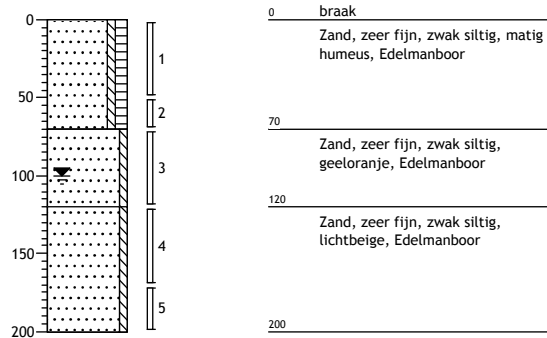 0
50
100
150
200
1
2
3
4
5
0 braak
Zand, zeer fijn, zwak siltig, matig
humeus, Edelmanboor
70
Zand, zeer fijn, zwak siltig,
geeloranje, Edelmanboor
120
Zand, zeer fijn, zwak siltig,
lichtbeige, Edelmanboor
200